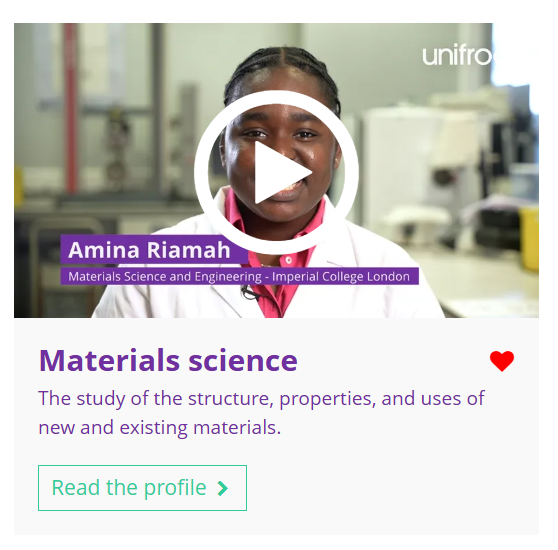 unifro
Amina Riamah
Materials Science and Engineering - Imperial College London
Materials science
The study of the structure, properties, and uses of
new and existing materials.
Read the profile